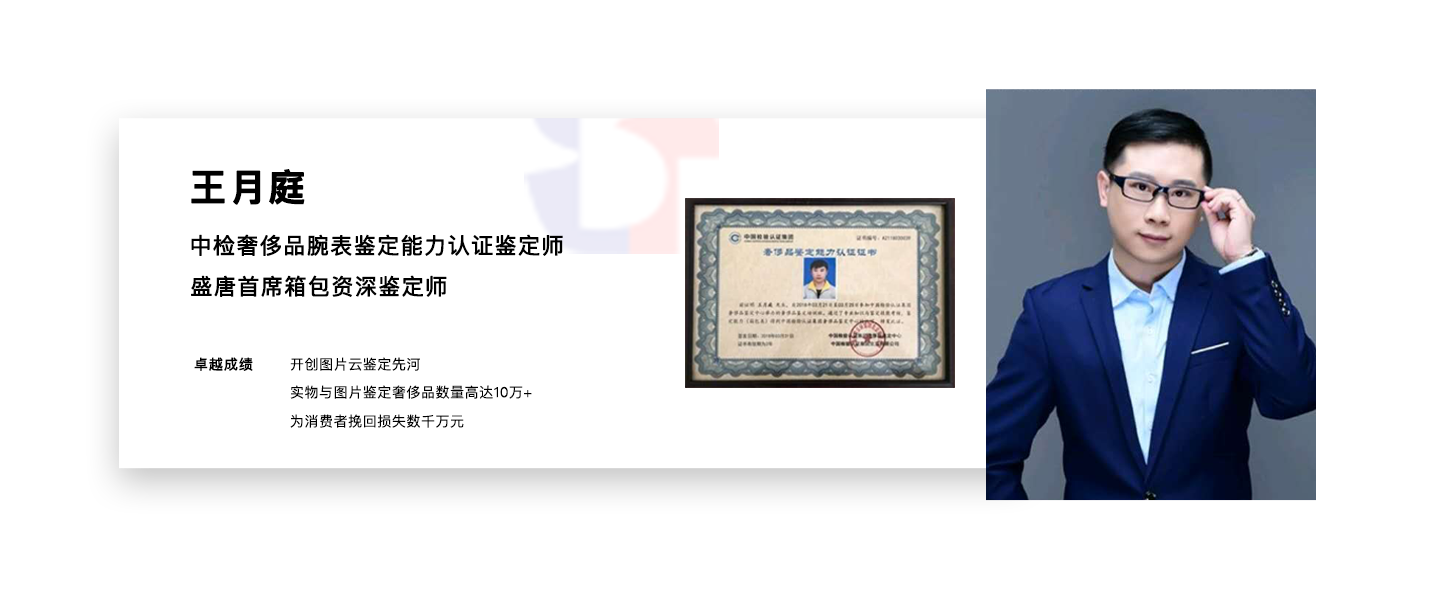 王月庭
中检奢侈品腕表鉴定能力认证鉴定师
盛唐首席箱包资深鉴定师
卓越成绩
开创图片云鉴定先河
实物与图片鉴定奢侈品数量高达10万+
为消费者挽回损失数千万元
中国检验认证集团
证书编号:
奢侈品鉴定能力认证证书